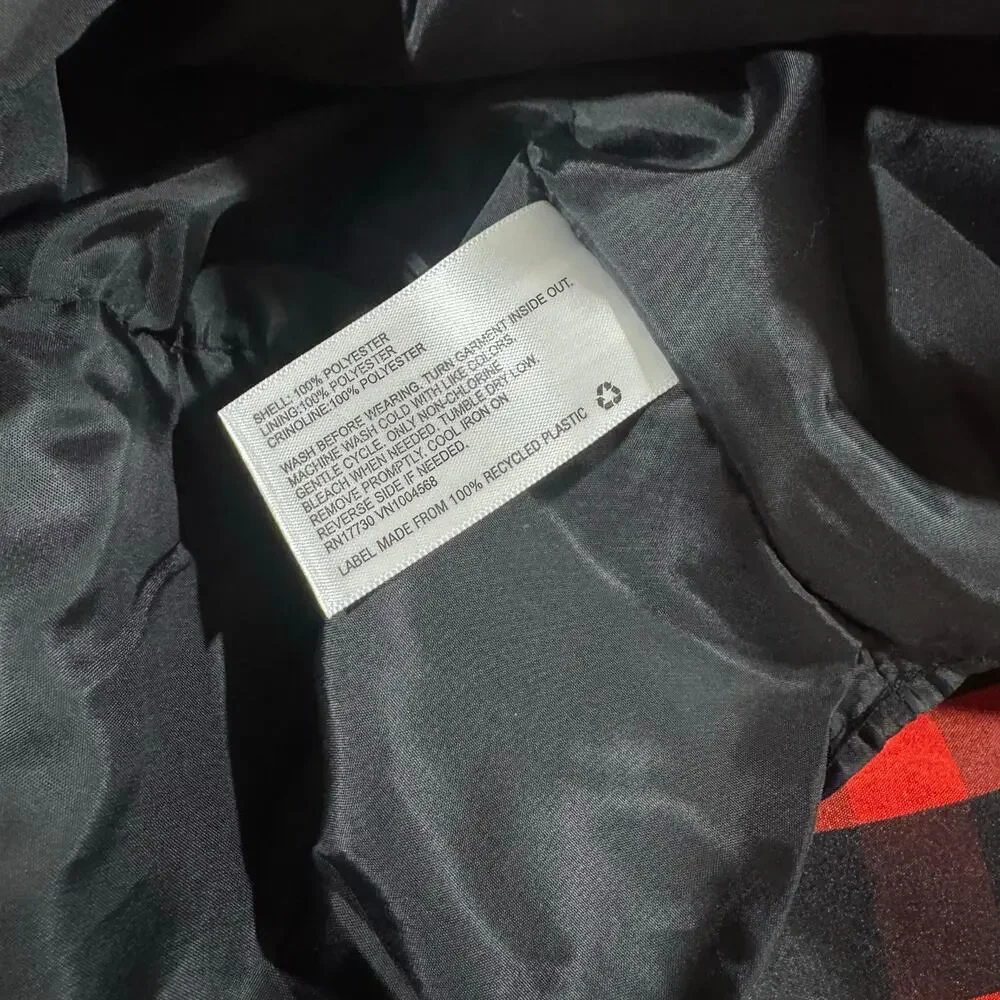 SHELL: 100% POLYESTER
LINING:100% POLYESTER
CRINOLINE:100% POLYESTER
WASH BEFORE WEARING, TURN GARMENT INSIDE OUT.
MACHINE WASH COLD WITH LIKE COLORS,
GENTLE CYCLE. ONLY NON-CHLORINE
BLEACH WHEN NEEDED, TUMBLE DRY LOW.
REMOVE PROMPTLY. COOL IRON ON
REVERSE SIDE IF NEEDED.
RN17730 VN1004568
LABEL MADE FROM 100% RECYCLED PLASTIC